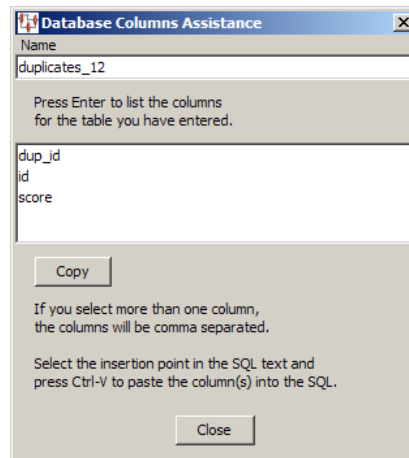 Database Columns Assistance
Name
duplicates_12
Press Enter to list the columns
for the table you have entered.
dup_id
id
score
Copy
If you select more than one column,
the columns will be comma separated.
Select the insertion point in the SQL text and
press Ctrl-V to paste the column(s) into the SQL.
Close